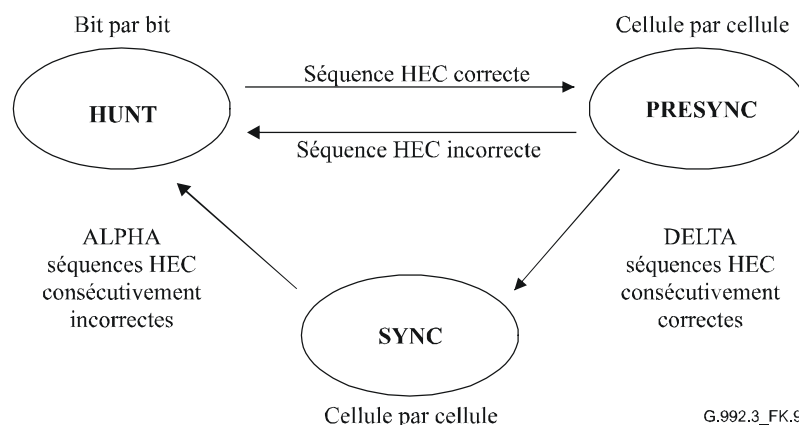 Bit par bit
Cellule par cellule
Séquence HEC correcte
HUNT
PRESYNC
Séquence HEC incorrecte
ALPHA
séquences HEC
consécutivement
incorrectes
DELTA
séquences HEC
consécutivement
correctes
SYNC
Cellule par cellule
G.992.3_FK.9